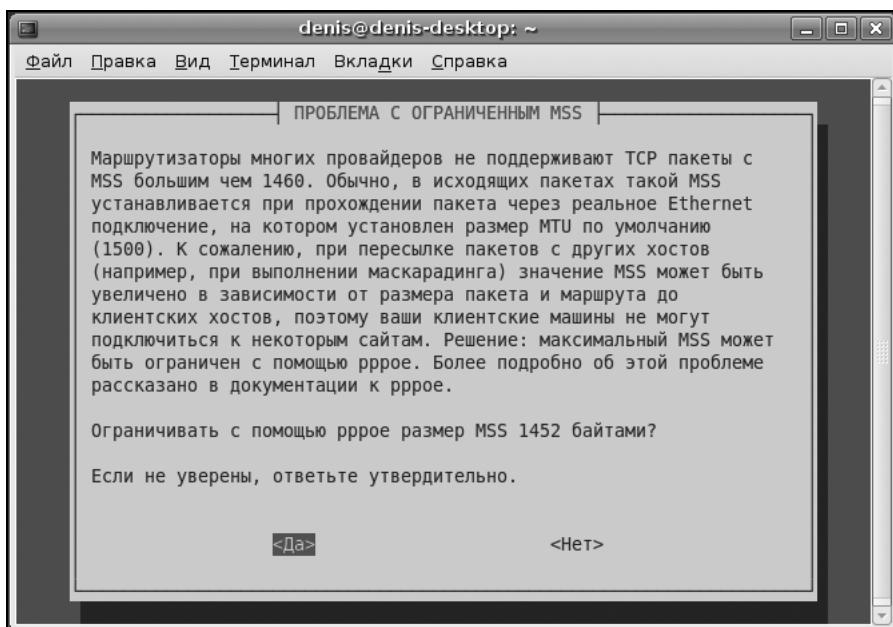 denis@denis-desktop: ~
Файл Правка Вид Терминал Вкладки Справка
ПРОБЛЕМА С ОГРАНИЧЕННЫМ MSS
Маршрутизаторы многих провайдеров не поддерживают TCP пакеты с
MSS большим чем 1460. Обычно, в исходящих пакетах такой MSS
устанавливается при прохождении пакета через реальное Ethernet
подключение, на котором установлен размер MTU по умолчанию
(1500). К сожалению, при пересылке пакетов с других хостов
(например, при выполнении маскарадинга) значение MSS может быть
увеличено в зависимости от размера пакета и маршрута до
клиентских хостов, поэтому ваши клиентские машины не могут
подключиться к некоторым сайтам. Решение: максимальный MSS может
быть ограничен с помощью pppoe. Более подробно об этой проблеме
рассказано в документации к pppoe.
Ограничивать с помощью pppoe размер MSS 1452 байтами?
Если не уверены, ответьте утвердительно.
<Да> <Нет>